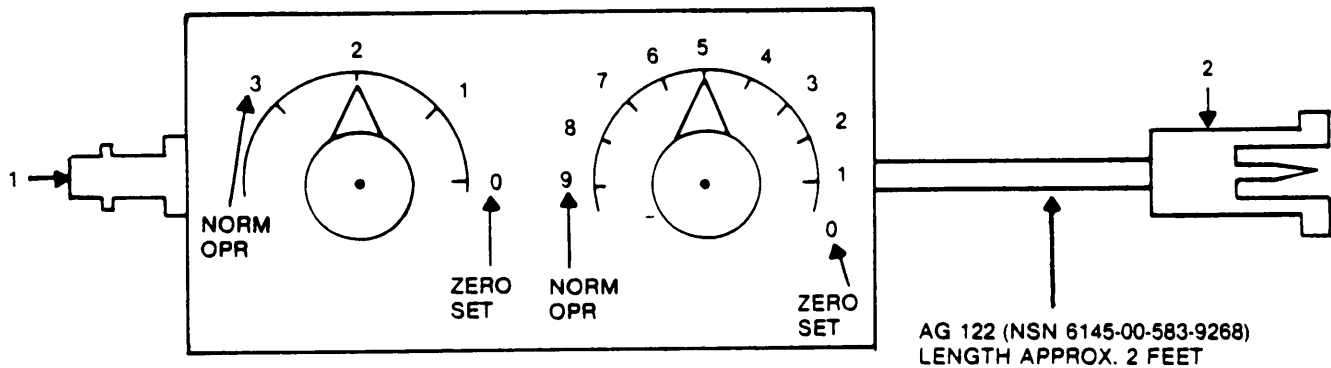 3
2
1
0
NORM
OPR
ZERO
SET
9
8
7
6
5
4
3
2
1
0
NORM
OPR
ZERO
SET
1
2
AG 122 (NSN 6145-00-583-9268)
LENGTH APPROX. 2 FEET